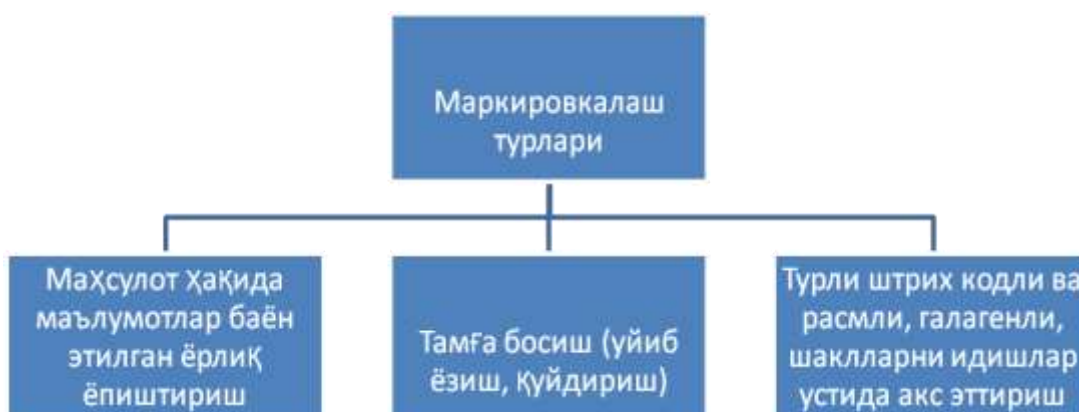 Маркировкалаш
турлари
Маҳсулот ҳақида
маълумотлар баён
этилган ёрлиқ
ёпиштириш
Тамға босиш (уйиб
ёзиш, қуйдириш)
Турли штрих кодли ва
расмли, галагенли,
шаклларни идишлар
устида акс эттириш